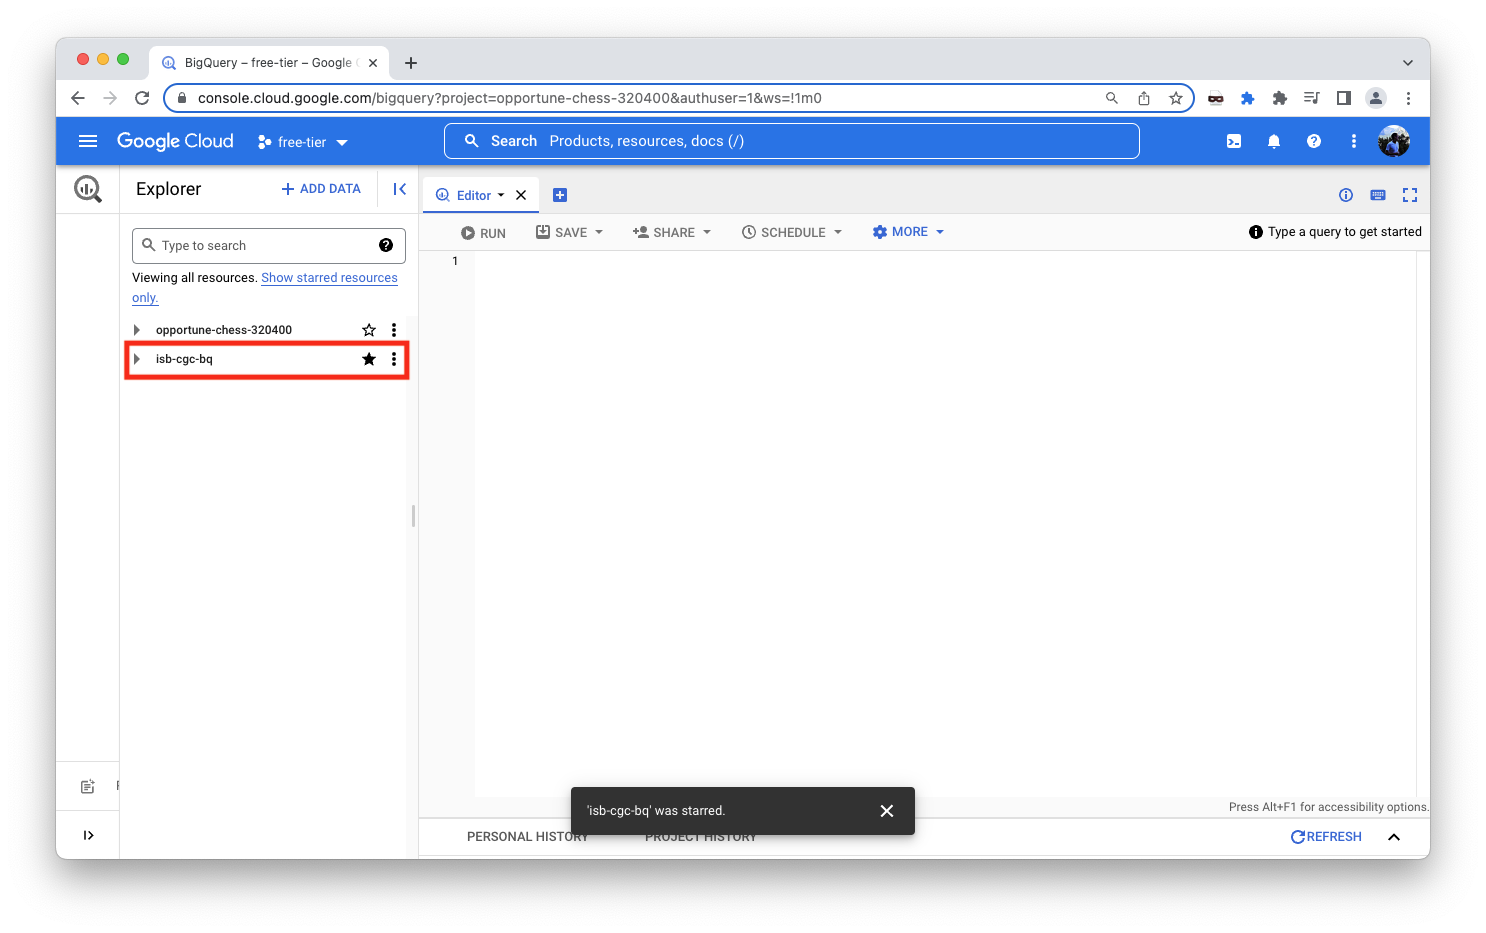 BigQuery – free-tier – Google
console.cloud.google.com/bigquery?project=opportune-chess-320400&authuser=1&ws=!1m0
Google Cloud
free-tier
Search Products, resources, docs (/)
Explorer
+ ADD DATA
Editor
Type to search
Viewing all resources. Show starred resources
only.
opportune-chess-320400
isb-cgc-bq
RUN
SAVE
SHARE
SCHEDULE
MORE
Type a query to get started
1
'isb-cgc-bq' was starred.
Press Alt+F1 for accessibility options.
PERSONAL HISTORY
PROJECT HISTORY
REFRESH